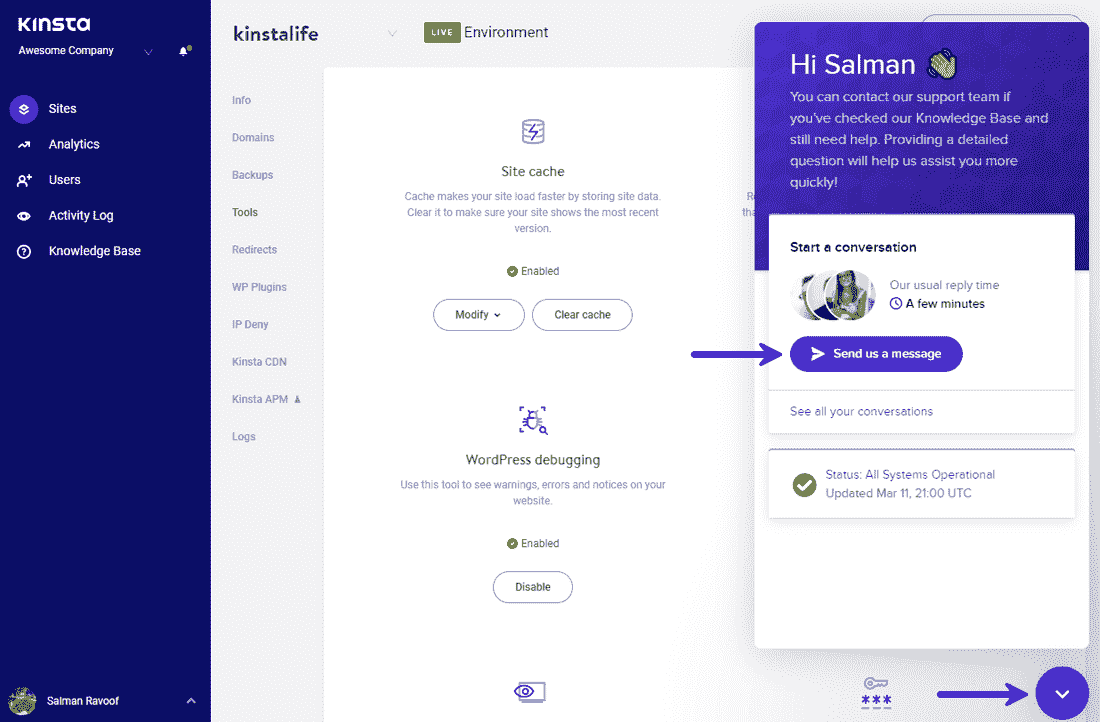 KINSTA
Awesome Company
Sites
Analytics
Users
Activity Log
Knowledge Base
Salman Ravoof
kinstalife
LIVE Environment
Info
Domains
Backups
Tools
Redirects
WP Plugins
IP Deny
Kinsta CDN
Kinsta APM
Logs
Site cache
Cache makes your site load faster by storing site data.
Clear it to make sure your site shows the most recent
version.
Enabled
Modify
Clear cache
WordPress debugging
Use this tool to see warnings, errors and notices on your
website.
Enabled
Disable
Hi Salman
You can contact our support team if
you've checked our Knowledge Base and
still need help. Providing a detailed
question will help us assist you more
quickly!
Start a conversation
Our usual reply time
A few minutes
Send us a message
See all your conversations
Status: All Systems Operational
Updated Mar 11, 21:00 UTC